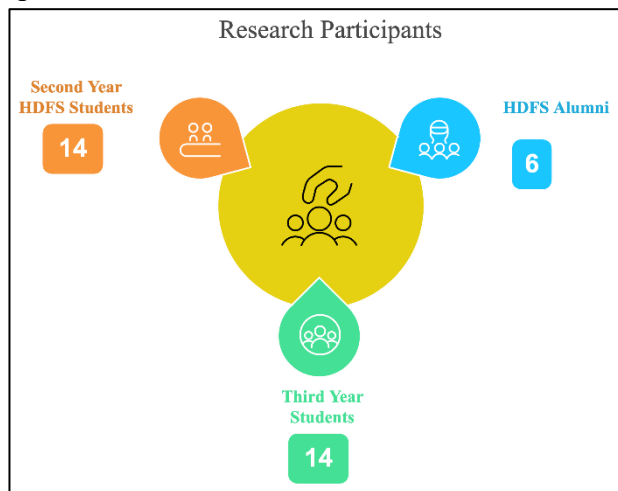 Research Participants
Second Year
HDFS Students
14
HDFS Alumni
6
Third Year
Students
14